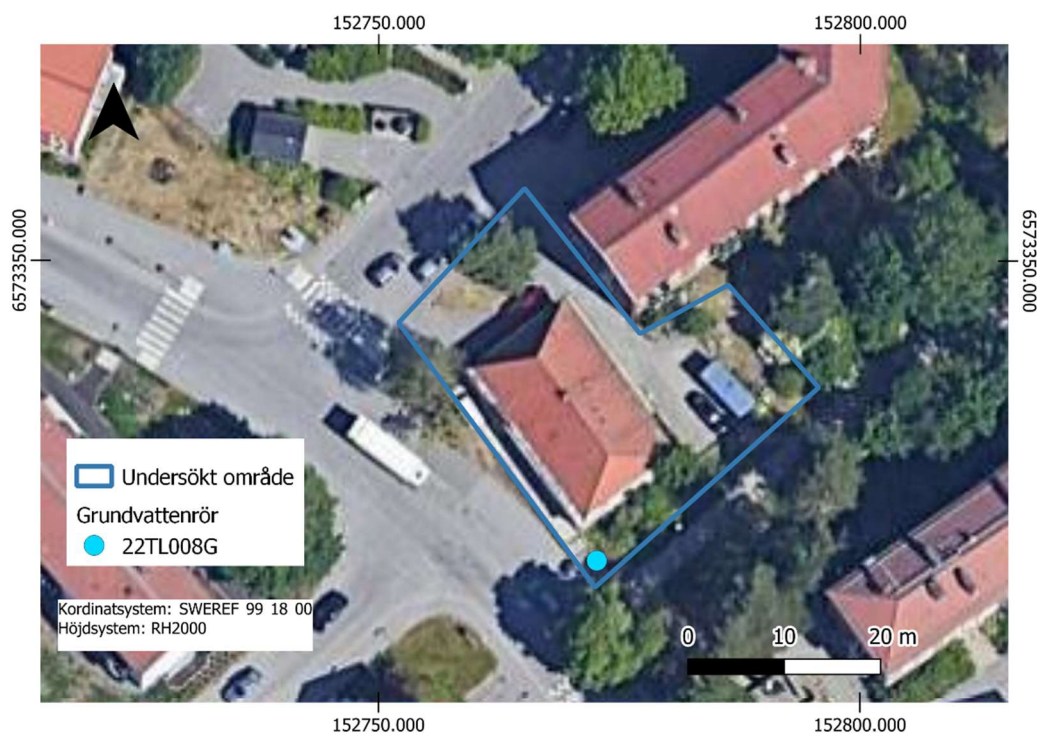 152750.000
152800.000
6573350.000
6573350.000
Undersökt område
Grundvattenrör
22TL008G
Kordinatsystem: SWEREF 99 18 00
Höjdsystem: RH2000
0 10 20 m
152750.000
152800.000